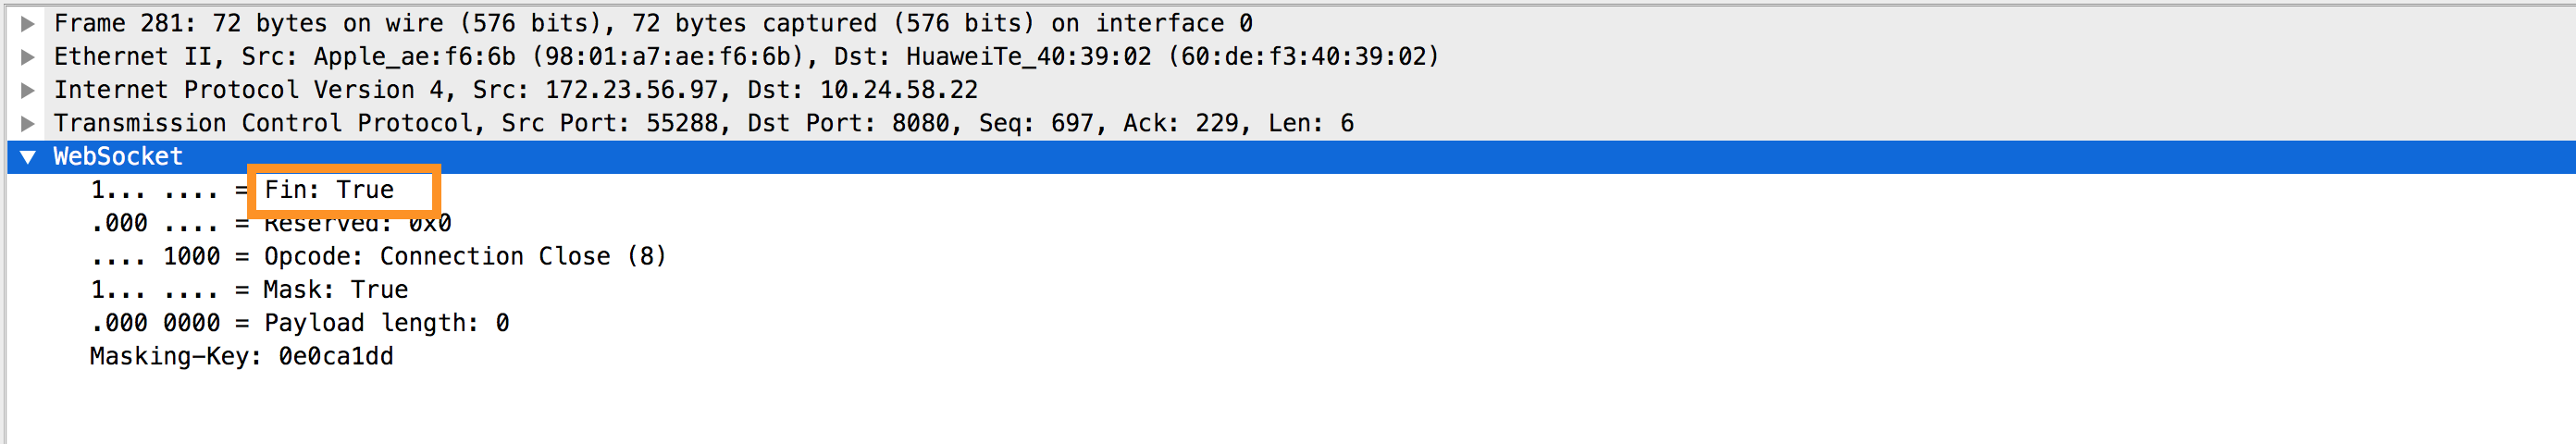 Frame 281: 72 bytes on wire (576 bits), 72 bytes captured (576 bits) on interface 0
Ethernet II, Src: Apple_ae:f6:6b (98:01:a7:ae:f6:6b), Dst: HuaweiTe_40:39:02 (60:de:f3:40:39:02)
Internet Protocol Version 4, Src: 172.23.56.97, Dst: 10.24.58.22
Transmission Control Protocol, Src Port: 55288, Dst Port: 8080, Seq: 697, Ack: 229, Len: 6
WebSocket
1... .... = Fin: True
.000 .... = Reserved: 0x0
.... 1000 = Opcode: Connection Close (8)
1... .... = Mask: True
.000 0000 = Payload length: 0
Masking-Key: 0e0ca1dd